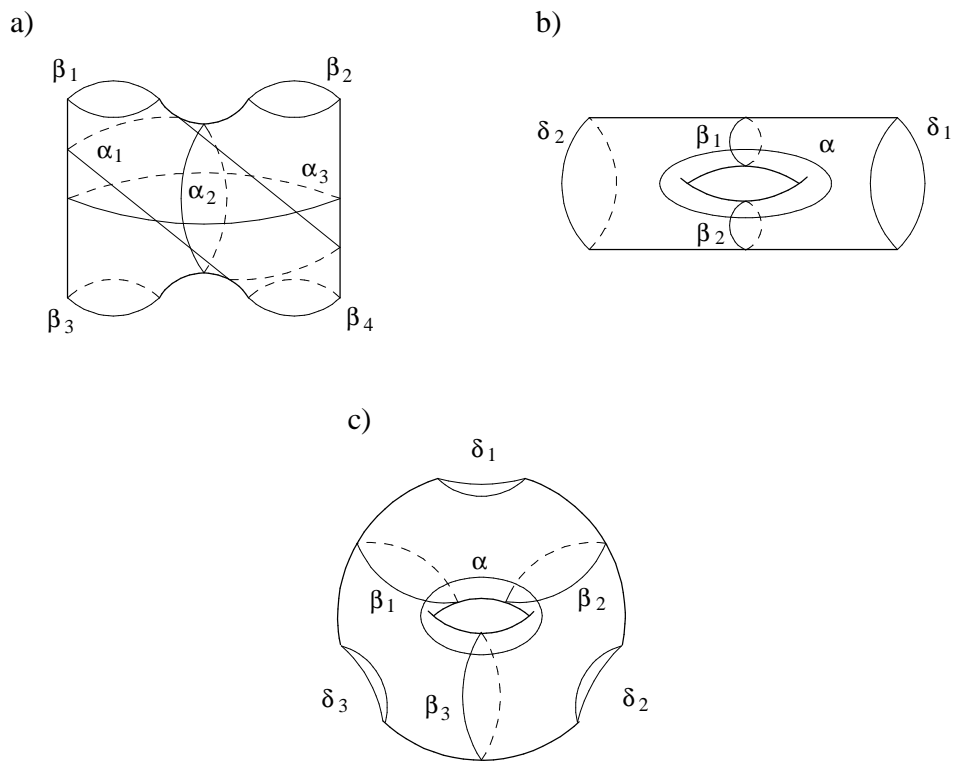 a)
β₁ β₂
α₁ α₂ α₃
β₃ β₄
b)
δ₂ β₁ α δ₁
β₂
c)
δ₁
α
β₁ β₂
δ₃ β₃ δ₂